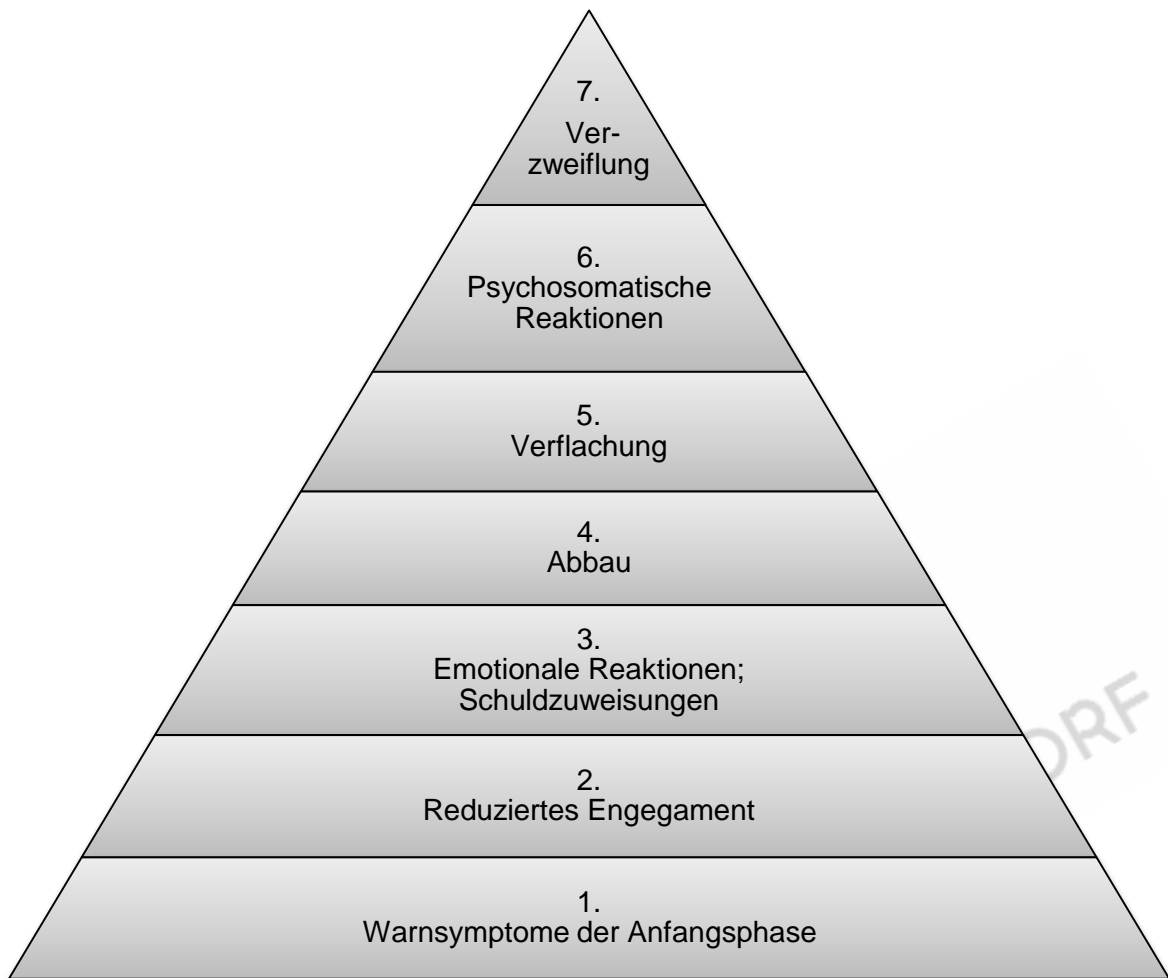 7.
Ver-
zweiflung
6.
Psychosomatische
Reaktionen
5.
Verflachung
4.
Abbau
3.
Emotionale Reaktionen;
Schuldzuweisungen
2.
Reduziertes Engegament
1.
Warnsymptome der Anfangsphase